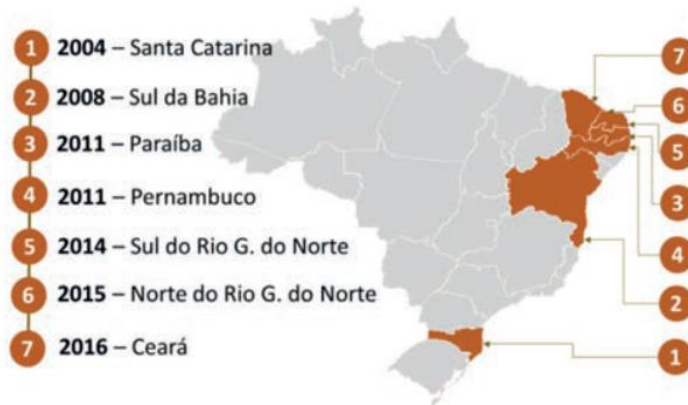 1 2004 – Santa Catarina
2 2008 – Sul da Bahia
3 2011 – Paraíba
4 2011 – Pernambuco
5 2014 – Sul do Rio G. do Norte
6 2015 – Norte do Rio G. do Norte
7 2016 – Ceará
7
6
5
3
4
2
1